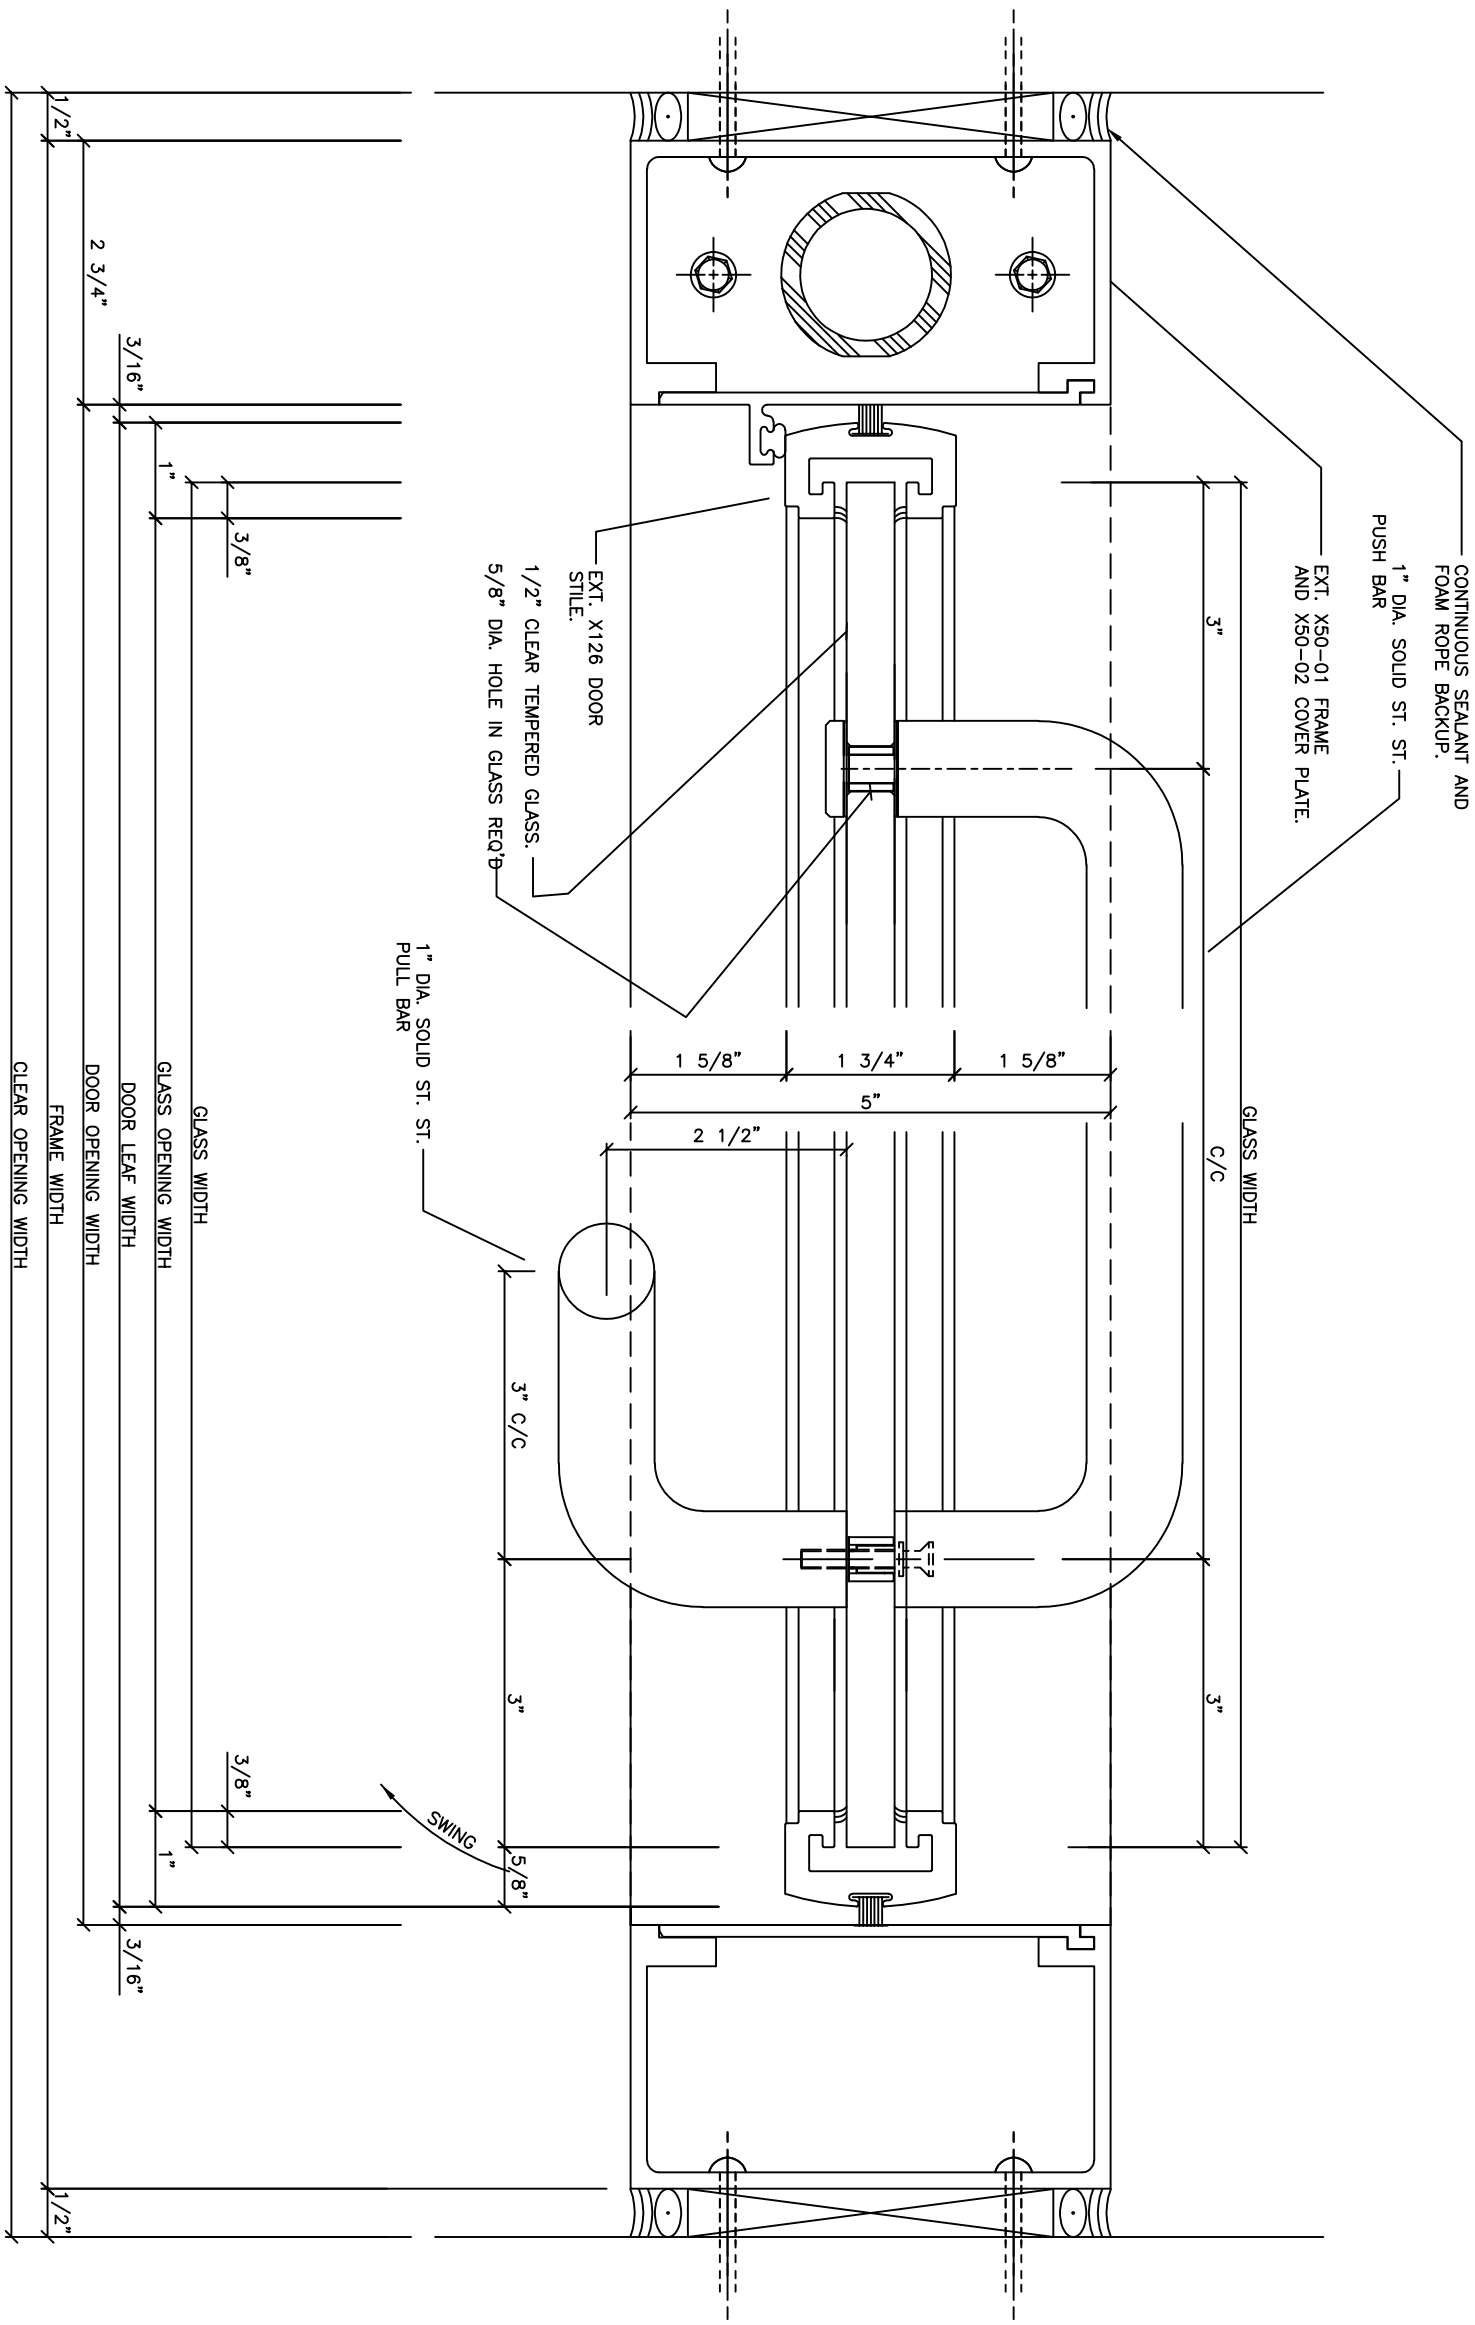 CONTINUOUS SEALANT AND
FOAM ROPE BACKUP.
1" DIA. SOLID ST. ST.
PUSH BAR
EXT. X50-01 FRAME
AND X50-02 COVER PLATE.
GLASS WIDTH
3"
C/C
3"
EXT. X126 DOOR
STILE.
1/2" CLEAR TEMPERED GLASS.
5/8" DIA. HOLE IN GLASS REQ'D
1 5/8"
1 3/4"
1 5/8"
5"
2 1/2"
1" DIA. SOLID ST. ST.
PULL BAR
3" C/C
3"
5/8"
SWING
3/8"
3/8"
GLASS WIDTH
1"
GLASS OPENING WIDTH
1"
3/16"
DOOR LEAF WIDTH
3/16"
2 3/4"
DOOR OPENING WIDTH
1/2"
FRAME WIDTH
1/2"
CLEAR OPENING WIDTH